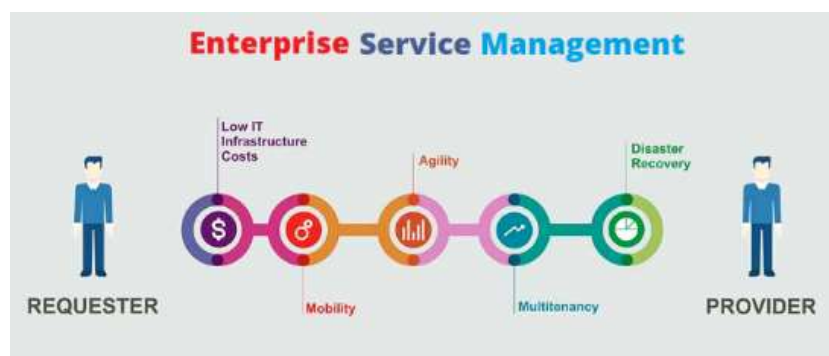 Enterprise Service Management
Low IT
Infrastructure
Costs
Agility
Disaster
Recovery
$
REQUESTER
Mobility
Multitenancy
PROVIDER